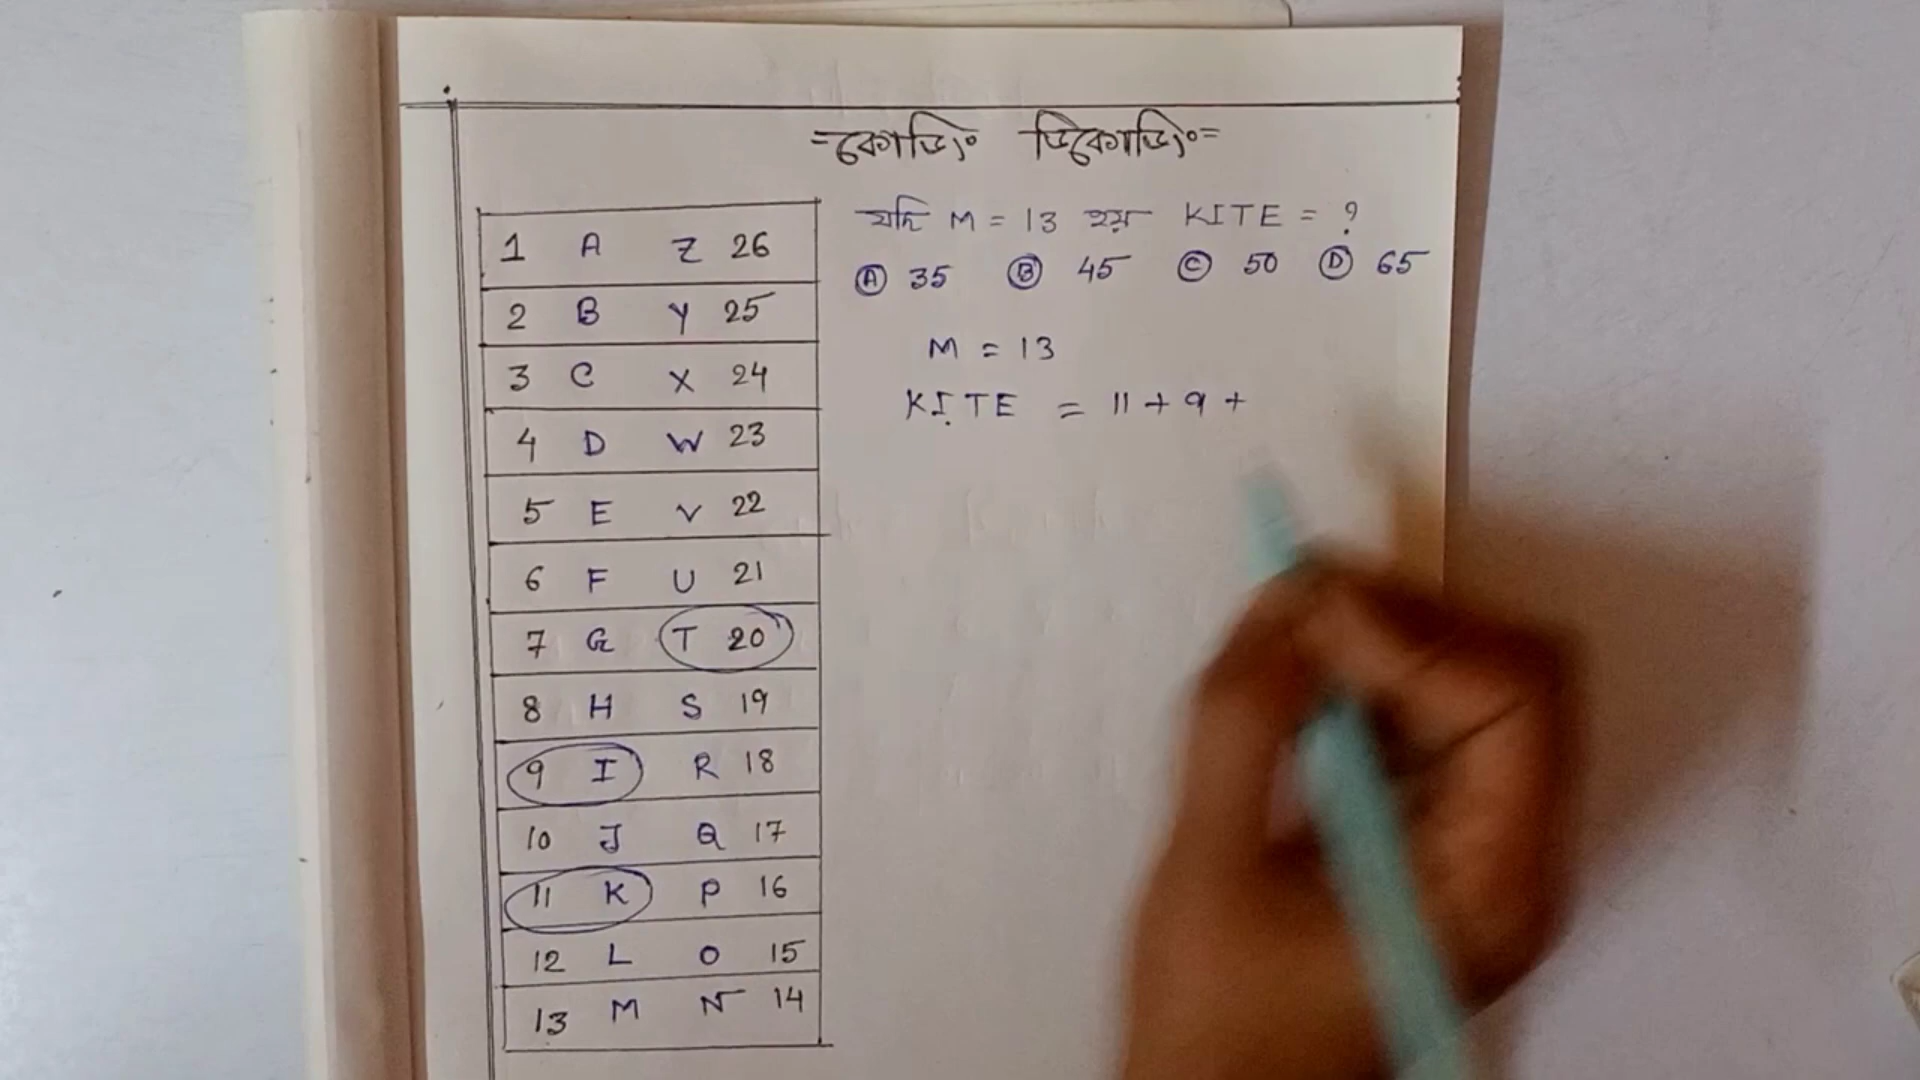 =কোডিং ডিকোডিং=
যদি M = 13 হয় KITE = ?
Ⓐ 35 Ⓑ 45 Ⓒ 50 Ⓓ 65
M = 13
KITE = 11 + 9 +
1 A Z 26
2 B Y 25
3 C X 24
4 D W 23
5 E V 22
6 F U 21
7 G T 20
8 H S 19
9 I R 18
10 J Q 17
11 K P 16
12 L O 15
13 M N 14